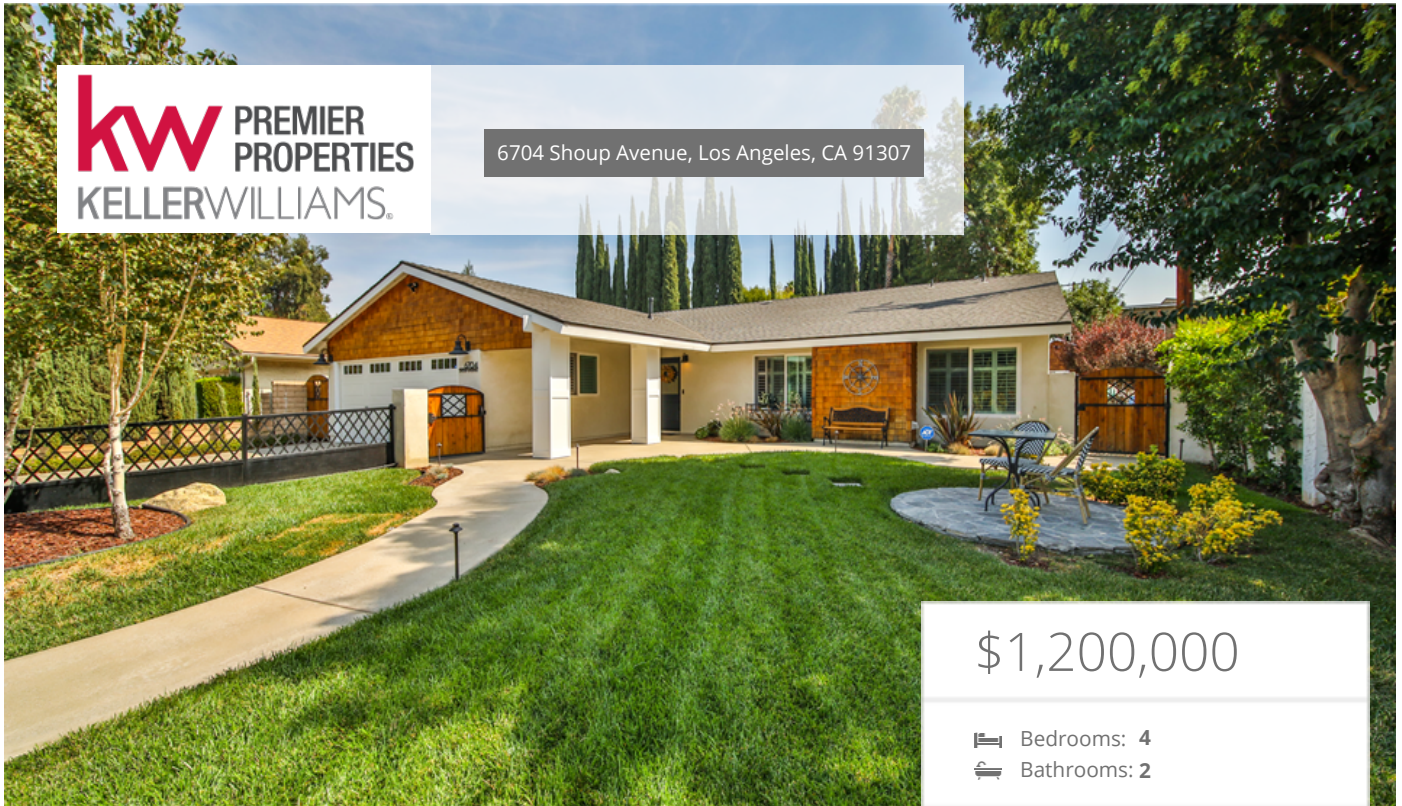 kw PREMIER
PROPERTIES
KELLERWILLIAMS®
6704 Shoup Avenue, Los Angeles, CA 91307
$1,200,000
Bedrooms: 4
Bathrooms: 2